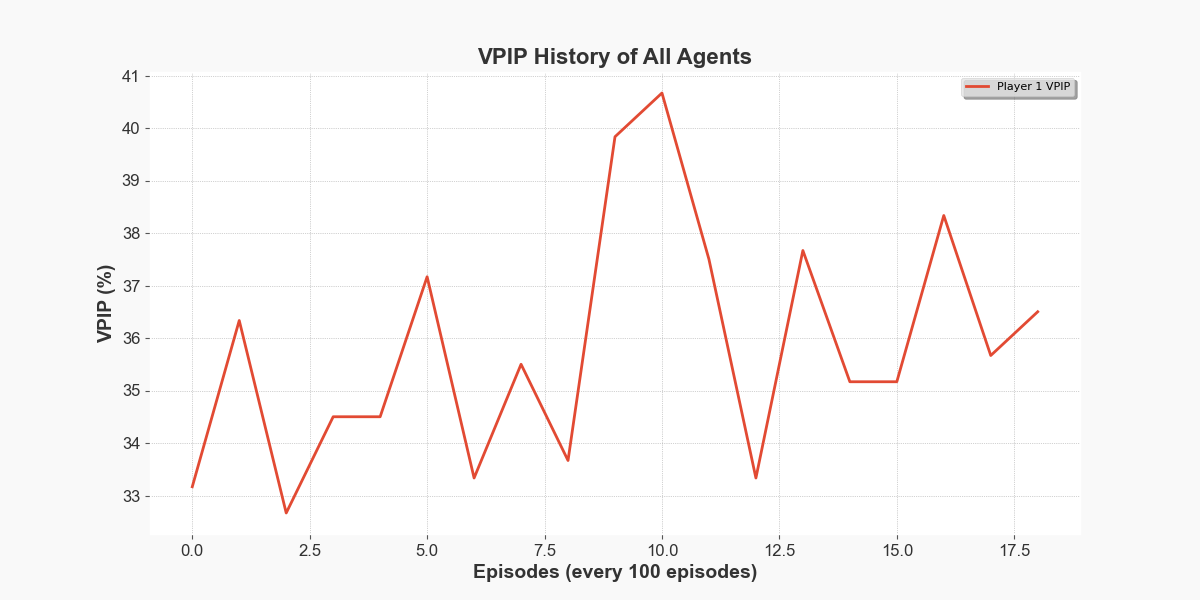 VPIP History of All Agents
Player 1 VPIP
VPIP (%)
41
40
39
38
37
36
35
34
33
0.0 2.5 5.0 7.5 10.0 12.5 15.0 17.5
Episodes (every 100 episodes)